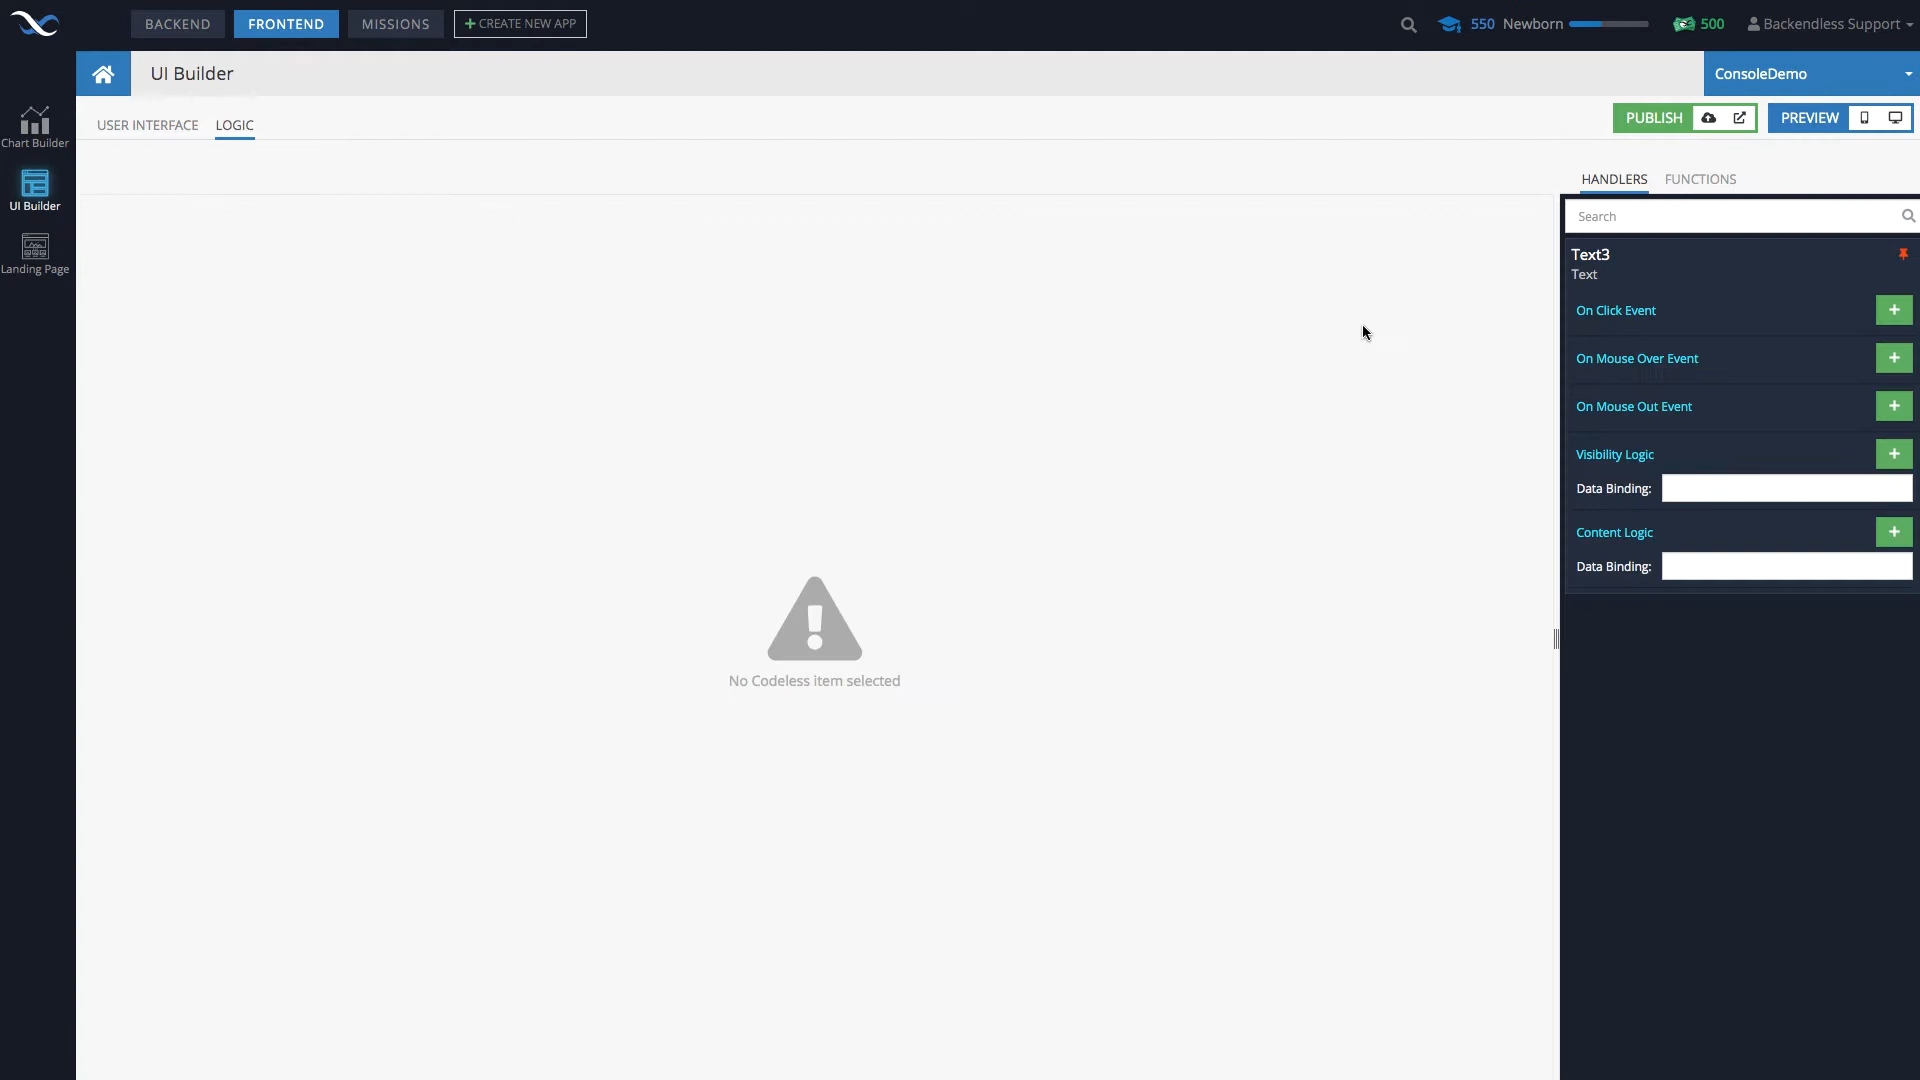 BACKEND
FRONTEND
MISSIONS
+ CREATE NEW APP
550
Newborn
500
Backendless Support
UI Builder
ConsoleDemo
USER INTERFACE
LOGIC
PUBLISH
PREVIEW
Chart Builder
UI Builder
Landing Page
HANDLERS
FUNCTIONS
Search
Text3
Text
On Click Event
+
On Mouse Over Event
+
On Mouse Out Event
+
Visibility Logic
+
Data Binding:
Content Logic
+
Data Binding:
No Codeless item selected